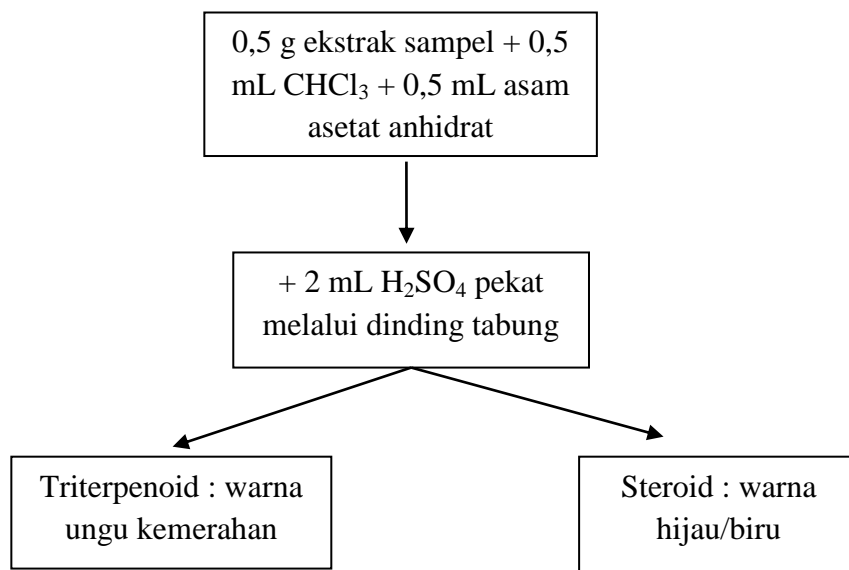 0,5 g ekstrak sampel + 0,5
mL CHCl₃ + 0,5 mL asam
asetat anhidrat
+ 2 mL H₂SO₄ pekat
melalui dinding tabung
Triterpenoid : warna
ungu kemerahan
Steroid : warna
hijau/biru